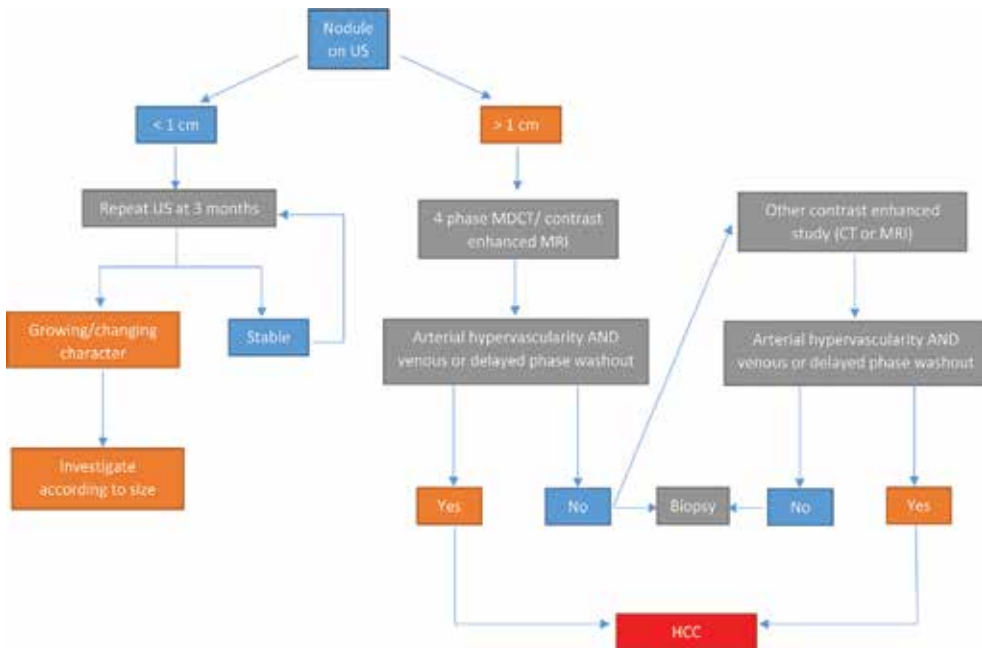 Nodule
on US
< 1 cm
> 1 cm
Repeat US at 3 months
4 phase MDCT/ contrast
enhanced MRI
Other contrast enhanced
study (CT or MRI)
Growing/changing
character
Stable
Arterial hypervascularity AND
venous or delayed phase washout
Arterial hypervascularity AND
venous or delayed phase washout
Investigate
according to size
Yes
No
Biopsy
No
Yes
HCC